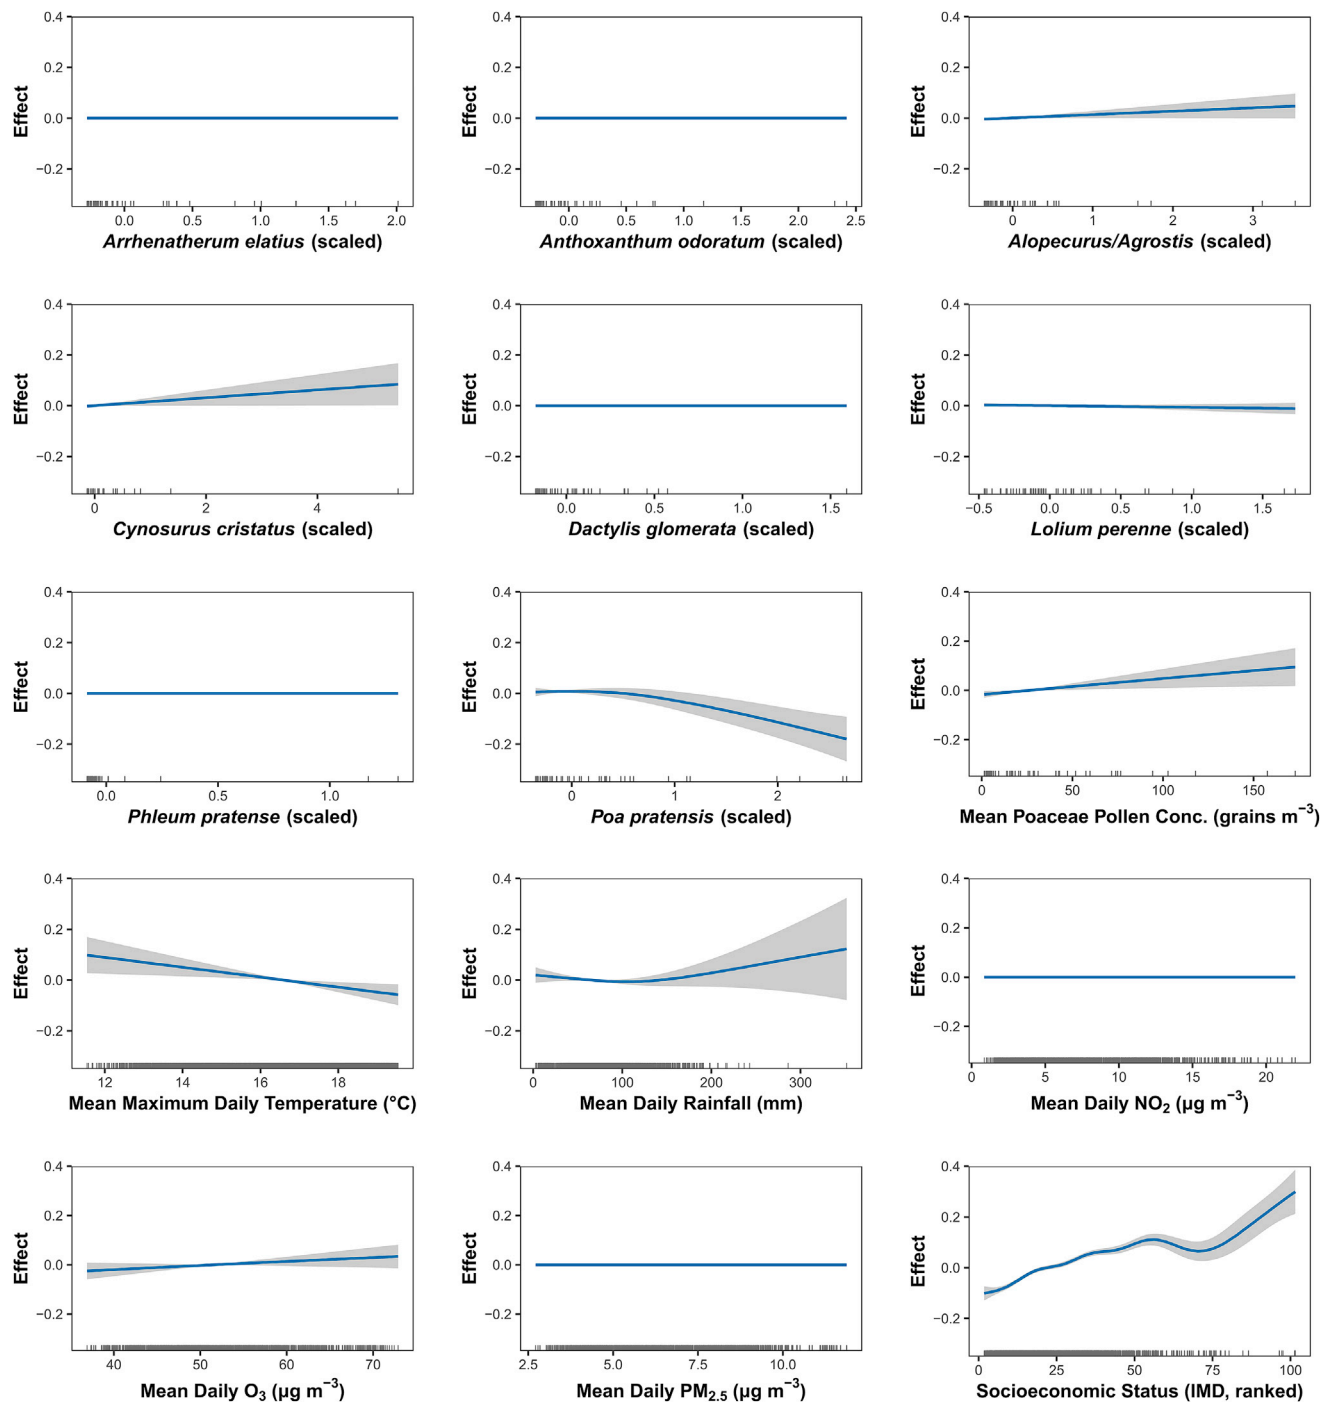 0.4 0.4 0.4
0.2 0.2 0.2
Effect Effect Effect
0.0 0.0 0.0
−0.2 −0.2 −0.2
0.0 0.5 1.0 1.5 2.0 0.0 0.5 1.0 1.5 2.0 2.5 0 1 2 3
Arrhenatherum elatius (scaled) Anthoxanthum odoratum (scaled) Alopecurus/Agrostis (scaled)
0.4 0.4 0.4
0.2 0.2 0.2
Effect Effect Effect
0.0 0.0 0.0
−0.2 −0.2 −0.2
0 2 4 0.0 0.5 1.0 1.5 −0.5 0.0 0.5 1.0 1.5
Cynosurus cristatus (scaled) Dactylis glomerata (scaled) Lolium perenne (scaled)
0.4 0.4 0.4
0.2 0.2 0.2
Effect Effect Effect
0.0 0.0 0.0
−0.2 −0.2 −0.2
0.0 0.5 1.0 0 1 2 0 50 100 150
Phleum pratense (scaled) Poa pratensis (scaled) Mean Poaceae Pollen Conc. (grains m⁻³)
0.4 0.4 0.4
0.2 0.2 0.2
Effect Effect Effect
0.0 0.0 0.0
−0.2 −0.2 −0.2
12 14 16 18 0 100 200 300 0 5 10 15 20
Mean Maximum Daily Temperature (°C) Mean Daily Rainfall (mm) Mean Daily NO₂ (µg m⁻³)
0.4 0.4 0.4
0.2 0.2 0.2
Effect Effect Effect
0.0 0.0 0.0
−0.2 −0.2 −0.2
40 50 60 70 2.5 5.0 7.5 10.0 0 25 50 75 100
Mean Daily O₃ (µg m⁻³) Mean Daily PM₂.₅ (µg m⁻³) Socioeconomic Status (IMD, ranked)